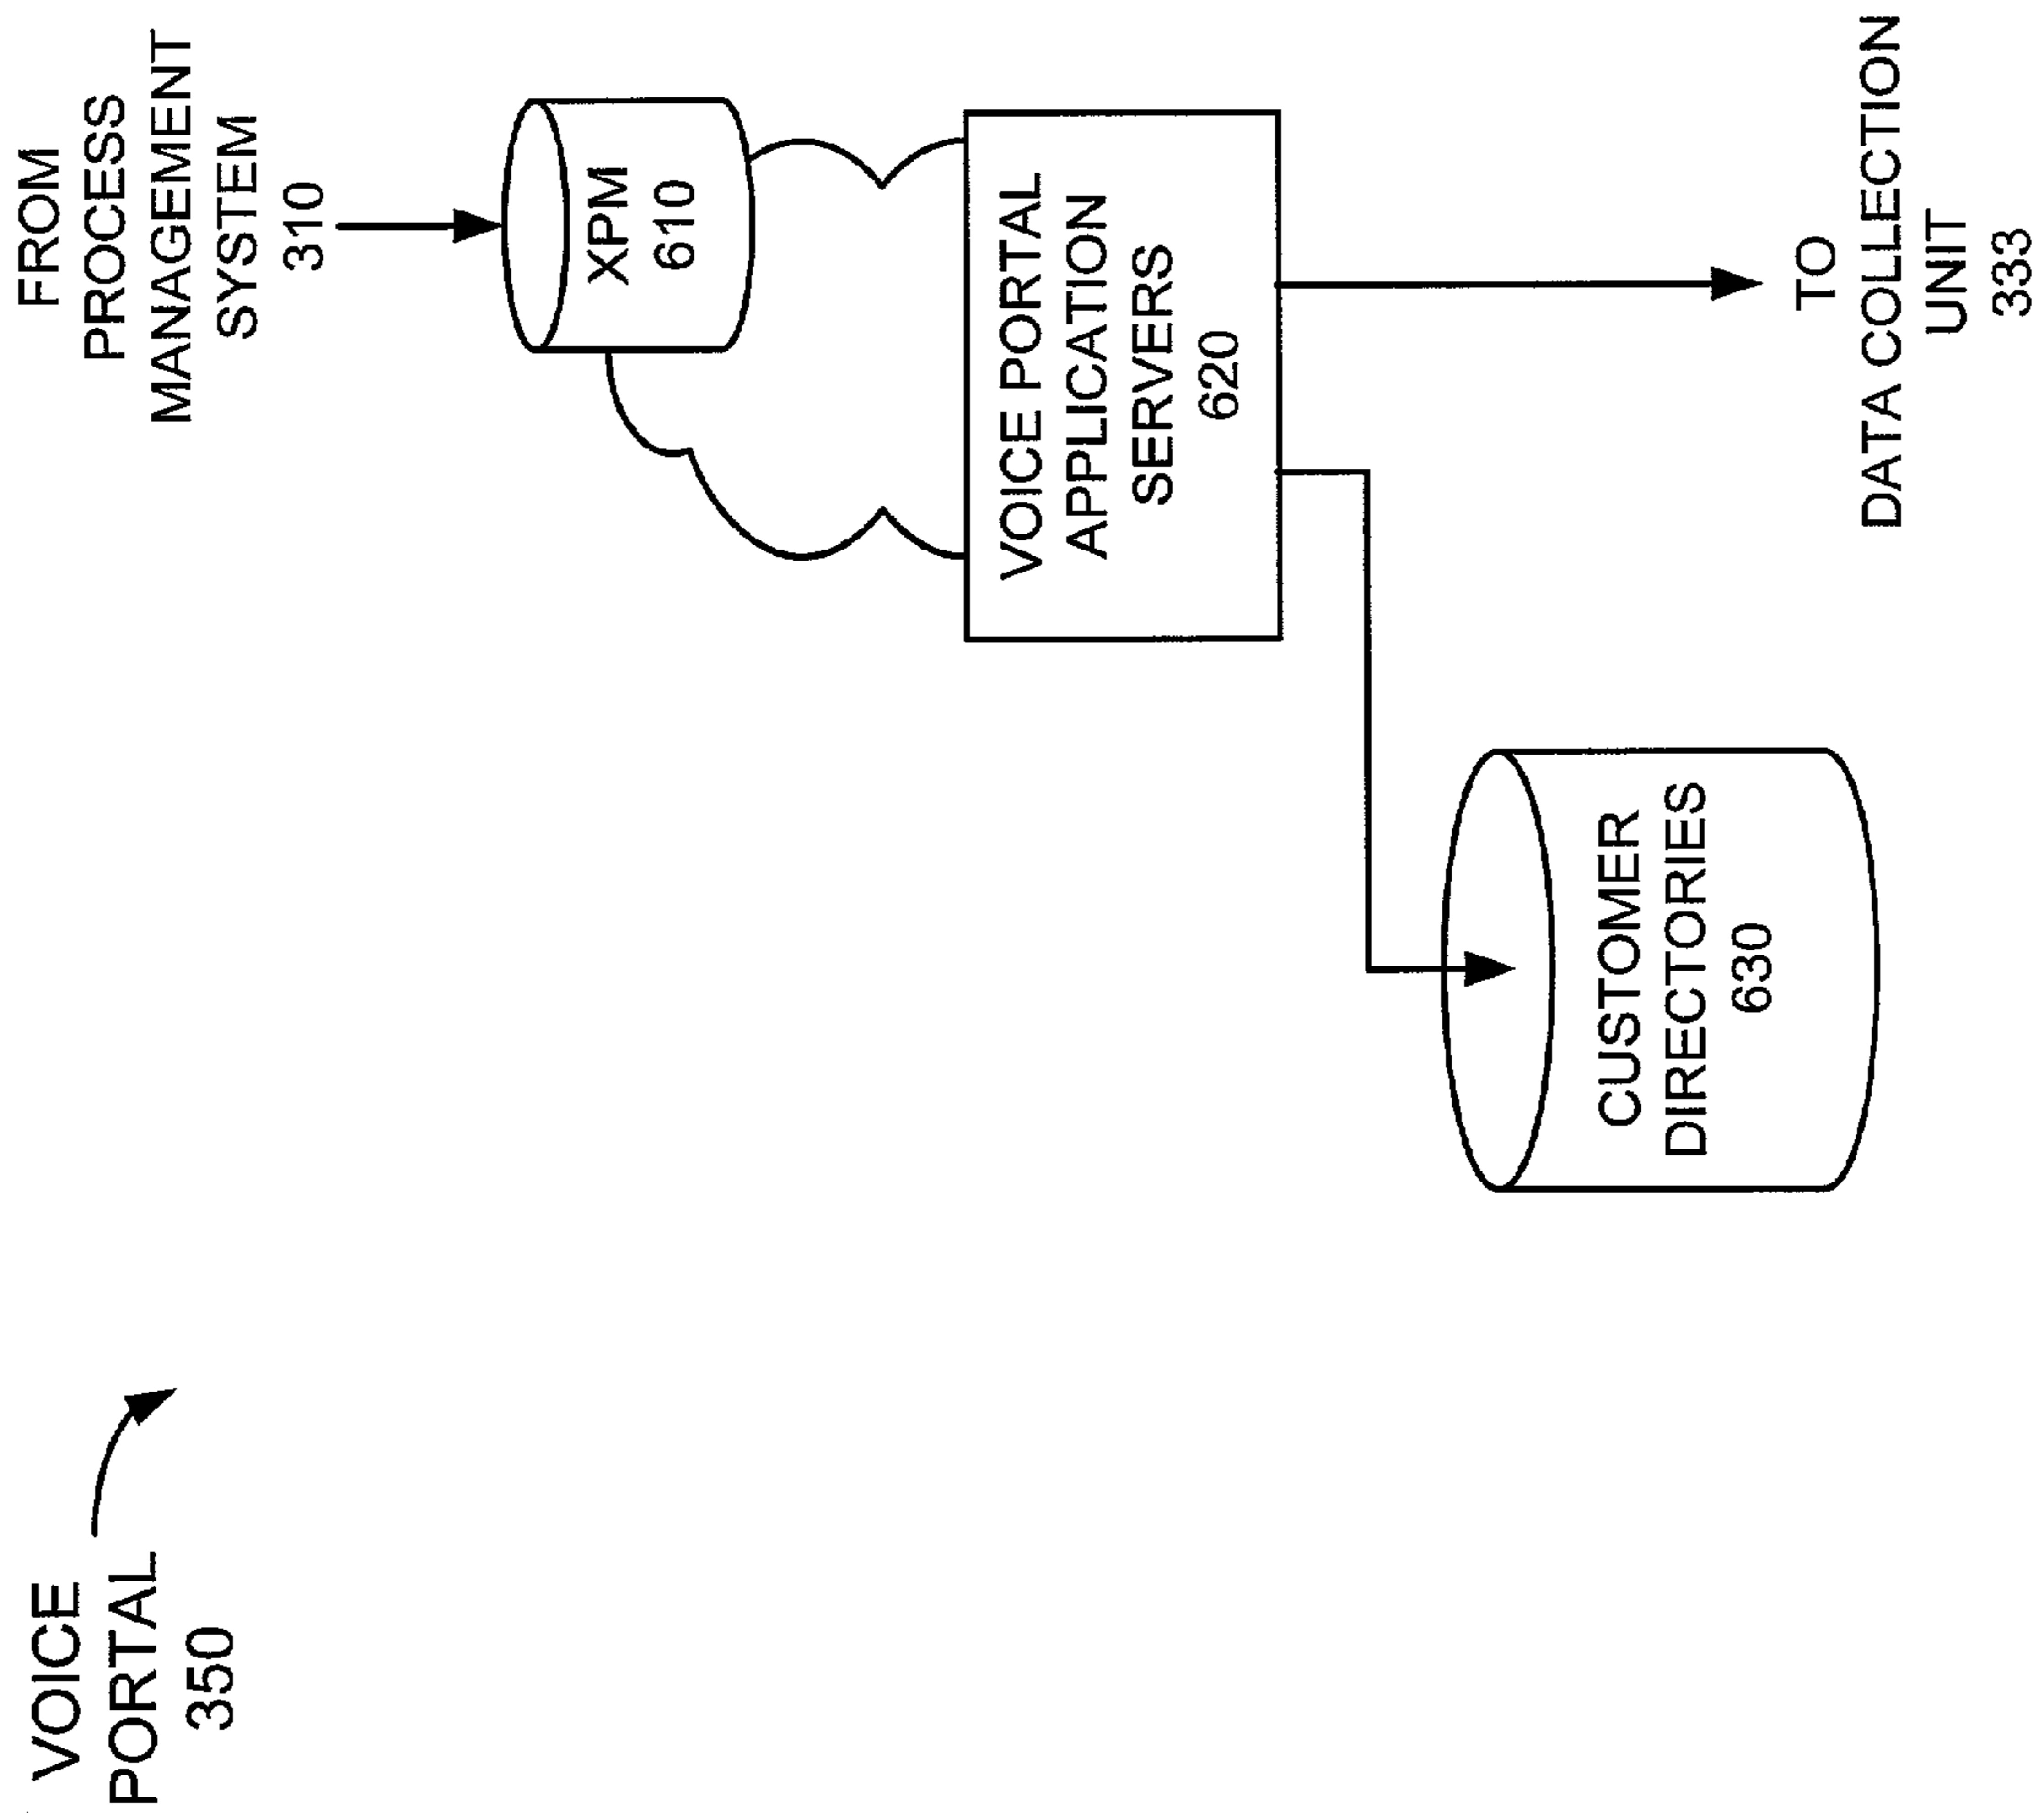 VOICE
PORTAL
350
FROM
PROCESS
MANAGEMENT
SYSTEM
310
XPM
610
VOICE PORTAL
APPLICATION
SERVERS
620
CUSTOMER
DIRECTORIES
630
TO
DATA COLLECTION
UNIT
333